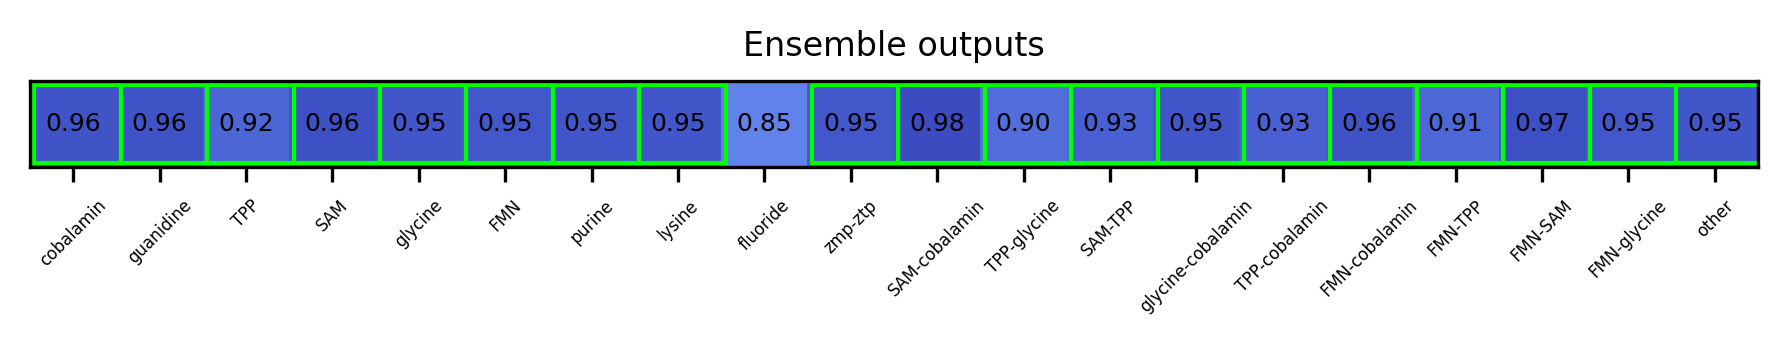 Ensemble outputs
0.96 0.96 0.92 0.96 0.95 0.95 0.95 0.95 0.85 0.95 0.98 0.90 0.93 0.95 0.93 0.96 0.91 0.97 0.95 0.95
cobalamin guanidine TPP SAM glycine FMN purine lysine fluoride zmp-ztp SAM-cobalamin TPP-glycine SAM-TPP glycine-cobalamin TPP-cobalamin FMN-cobalamin FMN-TPP FMN-SAM FMN-glycine other